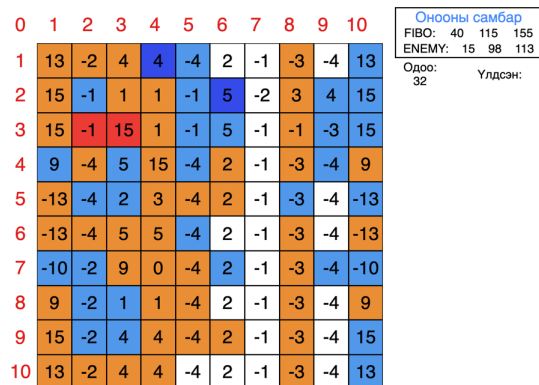 0 1 2 3 4 5 6 7 8 9 10
1 13 -2 4 4 -4 2 -1 -3 -4 13
2 15 -1 1 1 -1 5 -2 3 4 15
3 15 -1 15 1 -1 5 -1 -1 -3 15
4 9 -4 5 15 -4 2 -1 -3 -4 9
5 -13 -4 2 3 -4 2 -1 -3 -4 -13
6 -13 -4 5 5 -4 2 -1 -3 -4 -13
7 -10 -2 9 0 -4 2 -1 -3 -4 -10
8 9 -2 1 1 -4 2 -1 -3 -4 9
9 15 -2 4 4 -4 2 -1 -3 -4 15
10 13 -2 4 4 -4 2 -1 -3 -4 13
Онооны самбар
FIBO: 40 115 155
ENEMY: 15 98 113
Одоо: Үлдсэн:
32